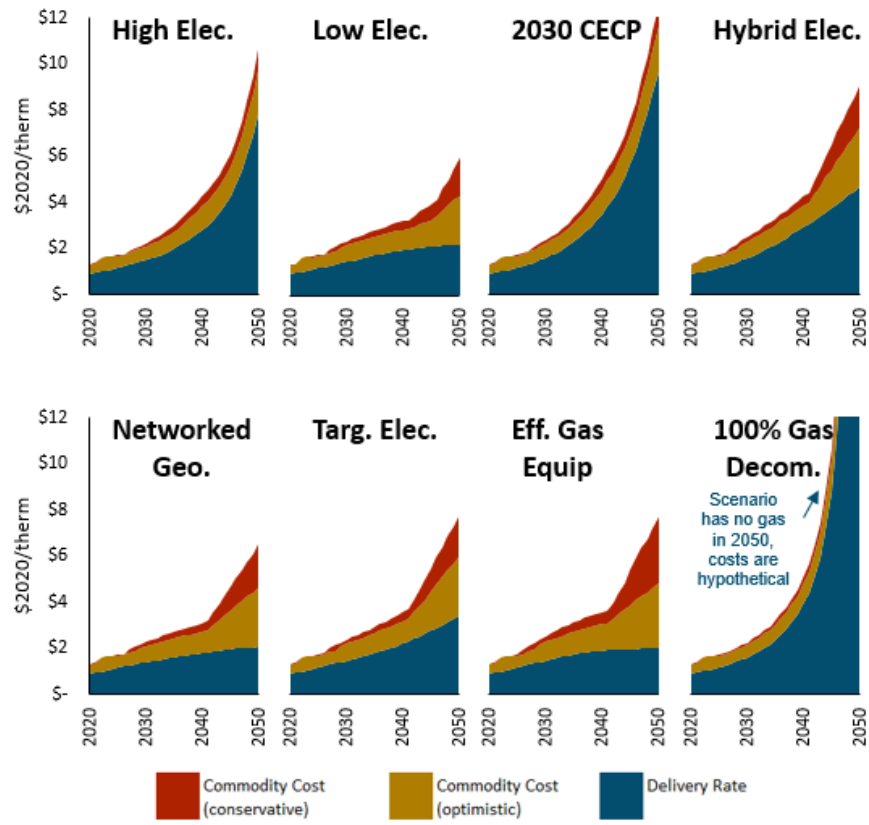 High Elec.
Low Elec.
2030 CECP
Hybrid Elec.
$2020/therm
$12
$10
$8
$6
$4
$2
$-
2020
2030
2040
2050
2020
2030
2040
2050
2020
2030
2040
2050
2020
2030
2040
2050
Networked
Geo.
Targ. Elec.
Eff. Gas
Equip
100% Gas
Decom.
Scenario
has no gas
in 2050,
costs are
hypothetical
$2020/therm
$12
$10
$8
$6
$4
$2
$-
2020
2030
2040
2050
2020
2030
2040
2050
2020
2030
2040
2050
2020
2030
2040
2050
Commodity Cost
(conservative)
Commodity Cost
(optimistic)
Delivery Rate